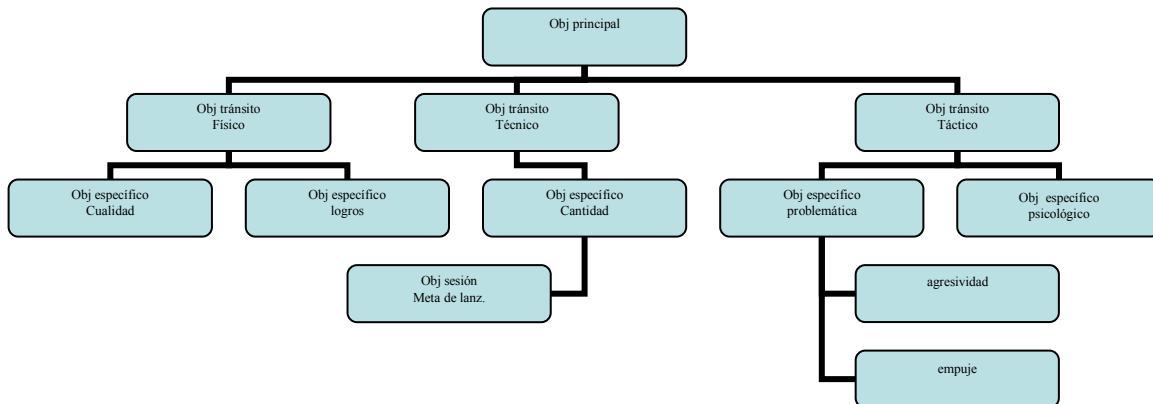 Obj principal
Obj tránsito
Físico
Obj tránsito
Técnico
Obj tránsito
Táctico
Obj específico
Cualidad
Obj específico
logros
Obj específico
Cantidad
Obj específico
problemática
Obj específico
psicológico
Obj sesión
Meta de lanz.
agresividad
empuje